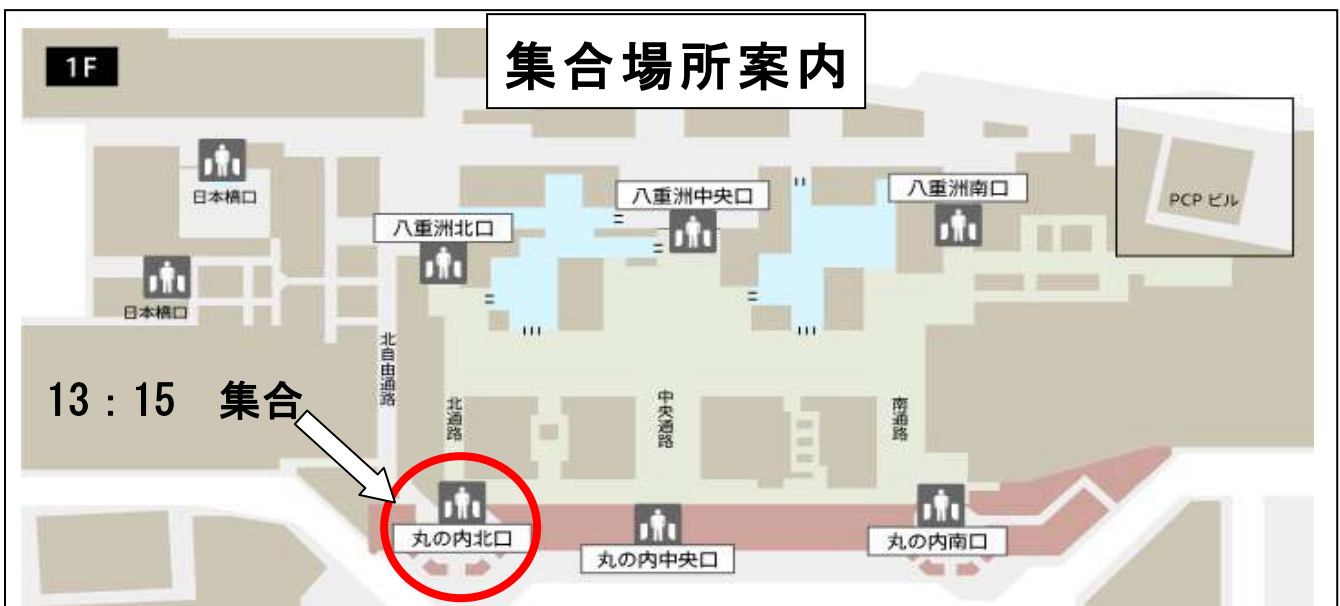 1F
集合場所案内
日本橋口
八重洲北口
八重洲中央口
八重洲南口
PCP ビル
日本橋口
北自由通路
13：15　集合
北通路
中央通路
南通路
丸の内北口
丸の内中央口
丸の内南口